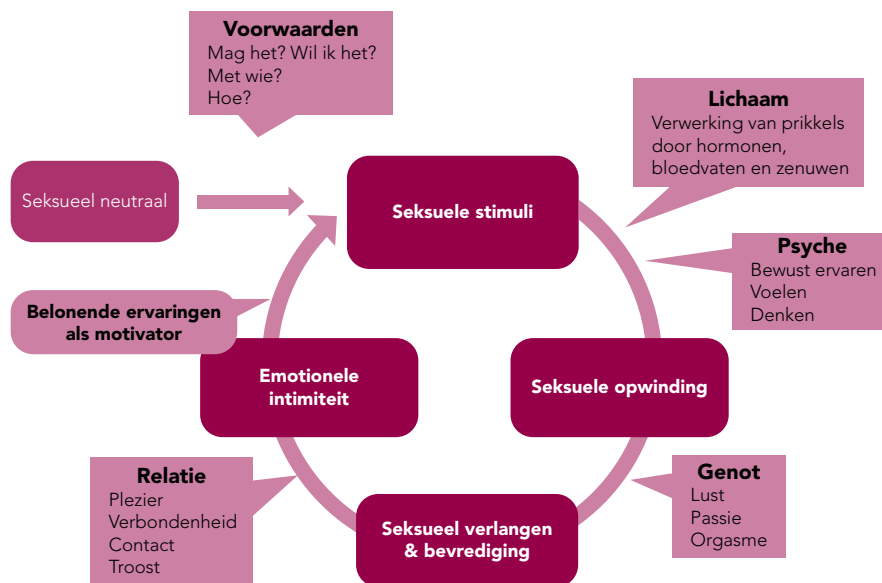 Voorwaarden
Mag het? Wil ik het?
Met wie?
Hoe?
Lichaam
Verwerking van prikkels
door hormonen,
bloedvaten en zenuwen
Seksueel neutraal
Seksuele stimuli
Psyche
Bewust ervaren
Voelen
Denken
Belonende ervaringen
als motivator
Emotionele
intimiteit
Seksuele opwinding
Relatie
Plezier
Verbondenheid
Contact
Troost
Seksueel verlangen
& bevrediging
Genot
Lust
Passie
Orgasme